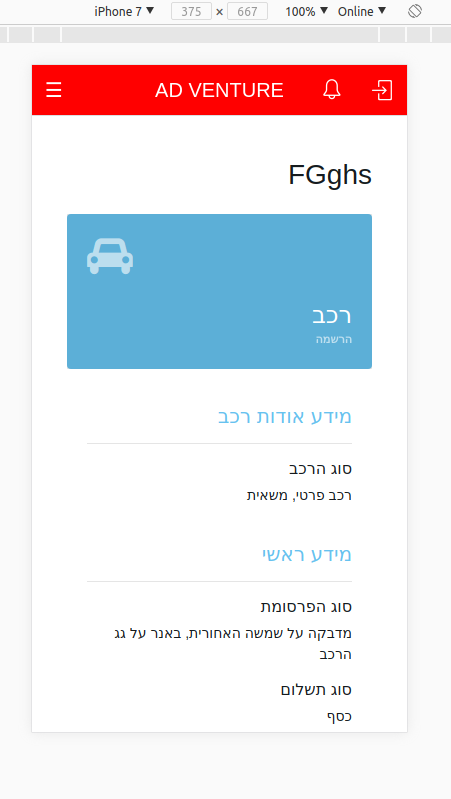 iPhone 7 375 × 667 100% Online
AD VENTURE
FGghs
רכב
הרשמה
מידע אודות רכב
סוג הרכב
רכב פרטי, משאית
מידע ראשי
סוג הפרסומת
מדבקה על שמשה האחורית, באנר על גג
הרכב
סוג תשלום
כסף